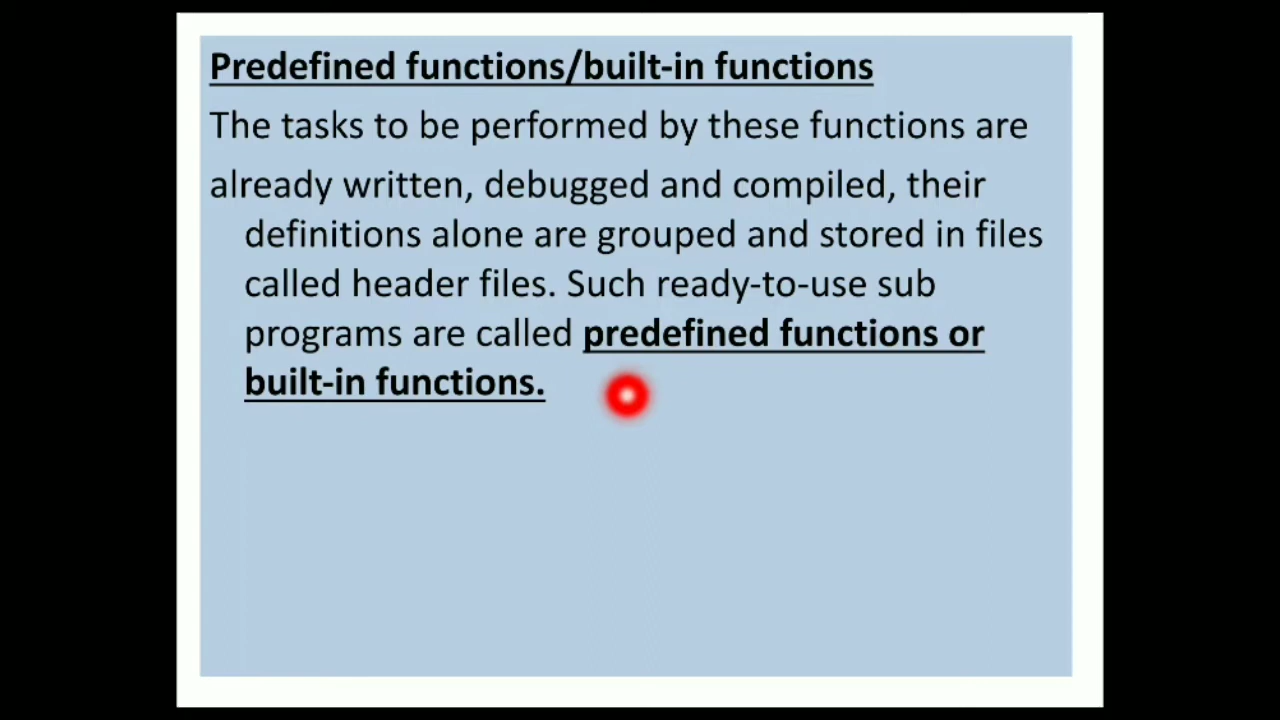 Predefined functions/built-in functions
The tasks to be performed by these functions are
already written, debugged and compiled, their
definitions alone are grouped and stored in files
called header files. Such ready-to-use sub
programs are called predefined functions or
built-in functions.